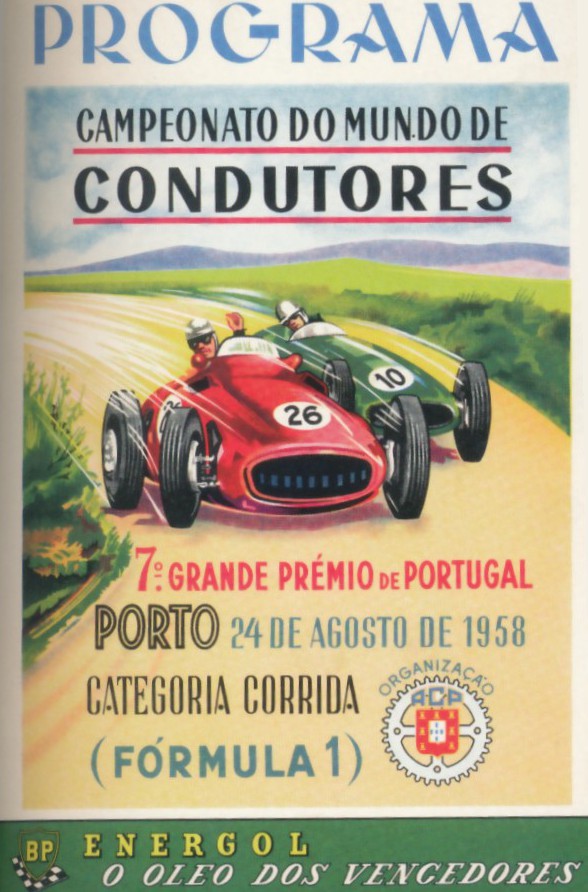 PROGRAMA
CAMPEONATO DO MUNDO DE
CONDUTORES
10
26
7º. GRANDE PRÉMIO DE PORTUGAL
PORTO 24 DE AGOSTO DE 1958
CATEGORIA CORRIDA
(FÓRMULA 1)
ORGANIZAÇÃO
ACP
BP ENERGOL
O OLEO DOS VENCEDORES